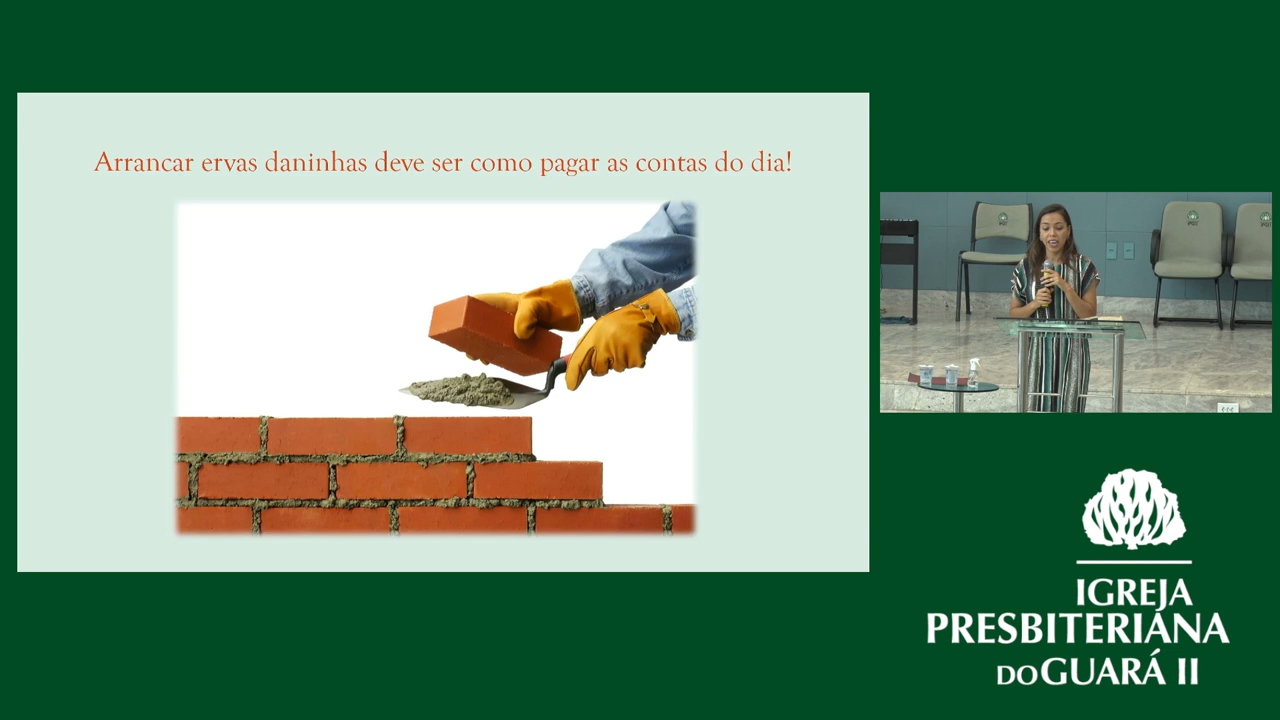 Arrancar ervas daninhas deve ser como pagar as contas do dia!
IGREJA
PRESBITERIANA
DO GUARÁ II